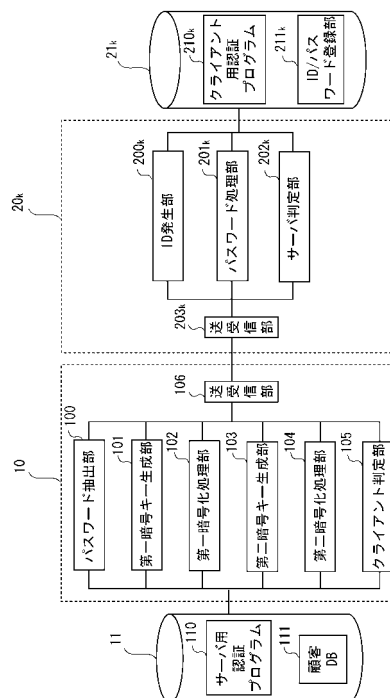 10
100
パスワード抽出部
101
第一暗号キー生成部
102
第一暗号化処理部
103
第二暗号キー生成部
104
第二暗号化処理部
105
クライアント判定部
106
送受信部
11
110
サーバ用
認証
プログラム
111
顧客
DB
20k
200k
ID発生部
201k
パスワード処理部
202k
サーバ判定部
203k
送受信部
21k
210k
クライアント
用認証
プログラム
211k
ID/パス
ワード登録部